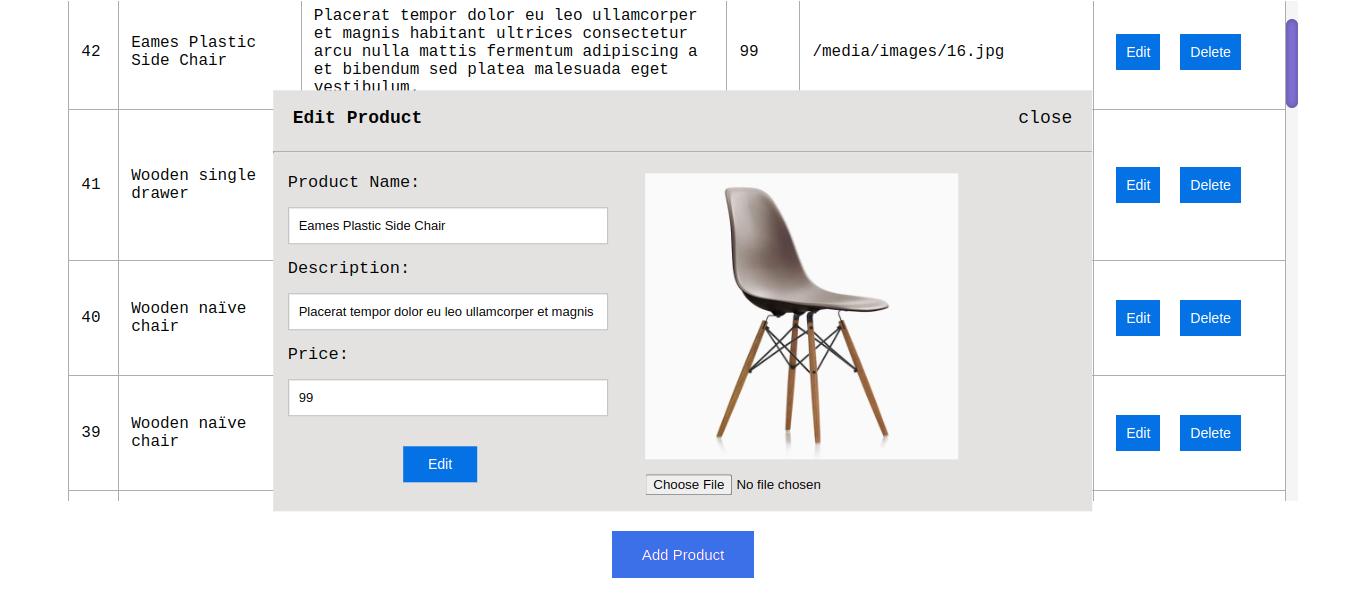 Placerat tempor dolor eu leo ullamcorper
et magnis habitant ultrices consectetur
42 Eames Plastic Side Chair arcu nulla mattis fermentum adipiscing a 99 /media/images/16.jpg Edit Delete
et bibendum sed platea malesuada eget
vestibulum.
Edit Product close
41 Wooden single drawer Edit Delete
Product Name:
Eames Plastic Side Chair
Description:
Placerat tempor dolor eu leo ullamcorper et magnis
40 Wooden naïve chair Edit Delete
Price:
99
39 Wooden naïve chair Edit Delete
Edit
Choose File No file chosen
Add Product